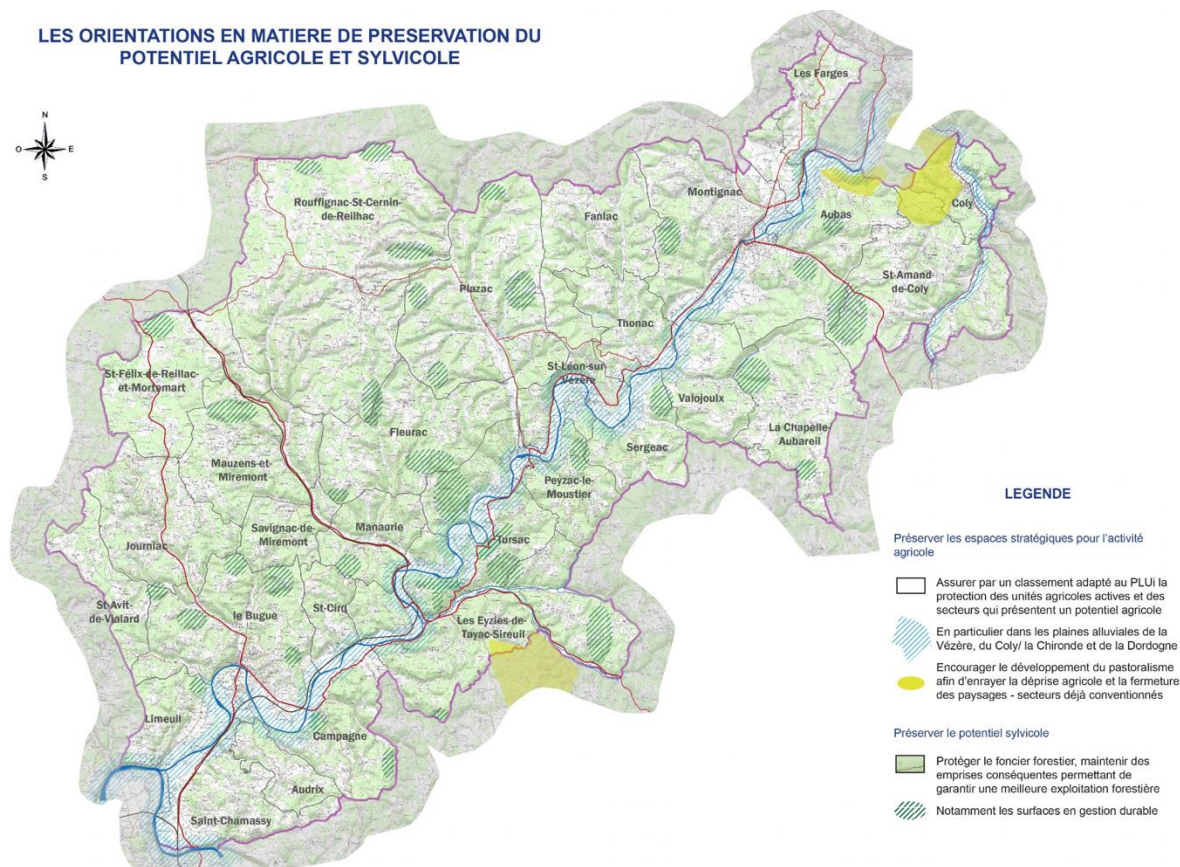 LES ORIENTATIONS EN MATIERE DE PRESERVATION DU
POTENTIEL AGRICOLE ET SYLVICOLE
N
O
E
S
Les Farges
Montignac
Rouffignac-St-Cernin-
de-Reilhac
Fanlac
Aubas
Coly
St-Amand
de-Coly
Plazac
Thonac
St-Léon-sur-
Vézère
St-Félix-de-Reillac-
et-Mortemart
Valojoulx
La Chapelle-
Aubareil
Fleurac
Sergeac
Mauzens-et-
Miremont
Peyzac-le-
Moustier
Savignac-de-
Miremont
Manaurie
Tursac
Journiac
St-Avit-
de-Vialard
le Bugue
St-Cirq
Les Eyzies-de-
Tayac-Sireuil
Limeuil
Campagne
Audrix
Saint-Chamassy
LEGENDE
Préserver les espaces stratégiques pour l'activité
agricole
Assurer par un classement adapté au PLUi la
protection des unités agricoles actives et des
secteurs qui présentent un potentiel agricole
En particulier dans les plaines alluviales de la
Vézère, du Coly/ la Chironde et de la Dordogne
Encourager le développement du pastoralisme
afin d'enrayer la déprise agricole et la fermeture
des paysages - secteurs déjà conventionnés
Préserver le potentiel sylvicole
Protéger le foncier forestier, maintenir des
emprises conséquentes permettant de
garantir une meilleure exploitation forestière
Notamment les surfaces en gestion durable